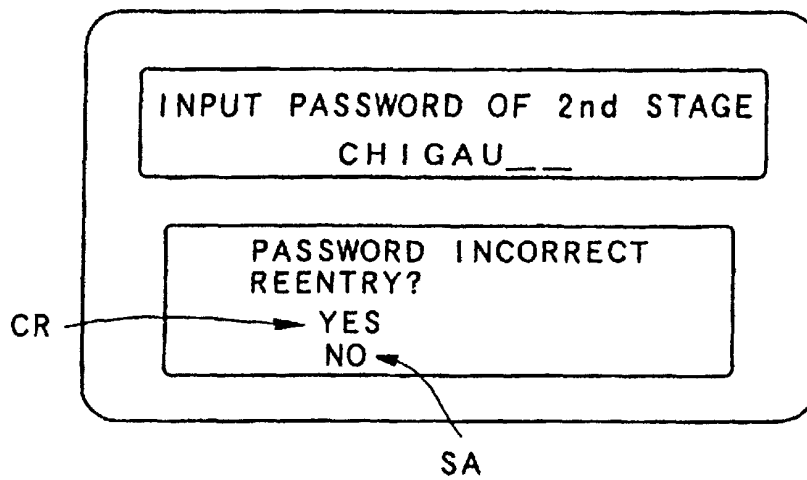 INPUT PASSWORD OF 2nd STAGE
CHIGAU__
PASSWORD INCORRECT
REENTRY?
CR
YES
NO
SA